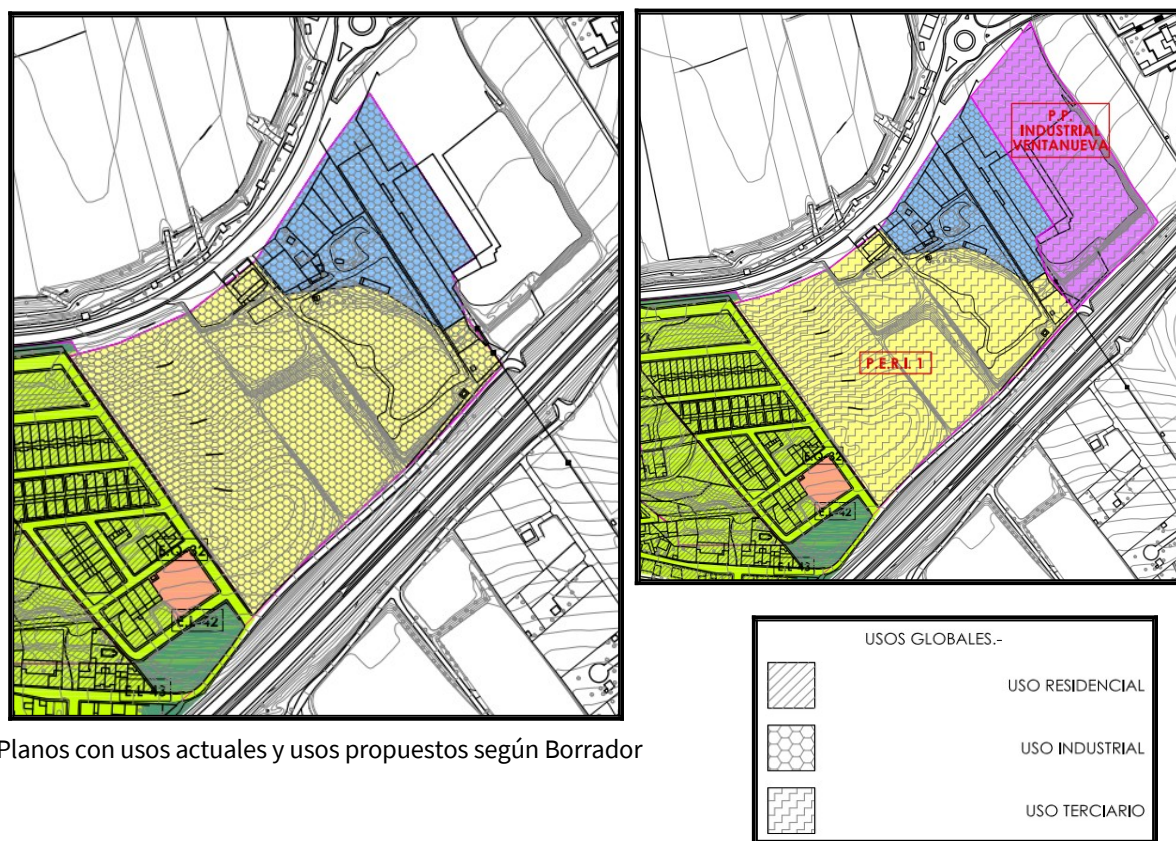 E.Q-32
E.L-42
E.L-43
P.P.
INDUSTRIAL
VENTANUEVA
P.E.R.I. 1
E.Q-32
E.L-42
E.L-43
Planos con usos actuales y usos propuestos según Borrador
USOS GLOBALES.-
USO RESIDENCIAL
USO INDUSTRIAL
USO TERCIARIO